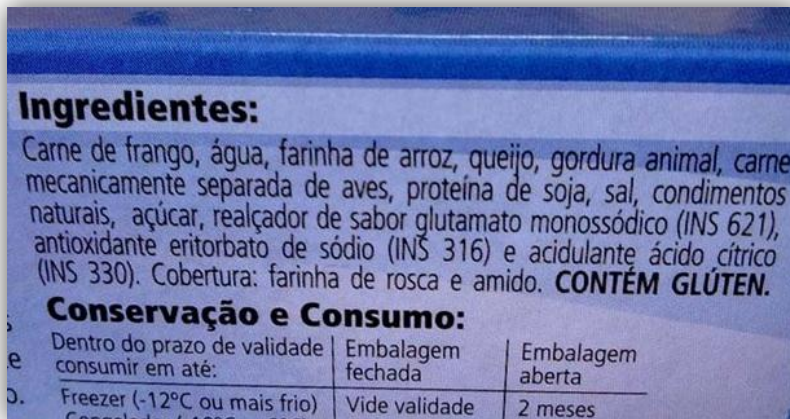 Ingredientes:
Carne de frango, água, farinha de arroz, queijo, gordura animal, carne
mecanicamente separada de aves, proteína de soja, sal, condimentos
naturais, açúcar, realçador de sabor glutamato monossódico (INS 621),
antioxidante eritorbato de sódio (INS 316) e acidulante ácido cítrico
(INS 330). Cobertura: farinha de rosca e amido. CONTÉM GLÚTEN.
Conservação e Consumo:
Dentro do prazo de validade
consumir em até:
Embalagem
fechada
Embalagem
aberta
Freezer (-12ºC ou mais frio)
Vide validade
2 meses